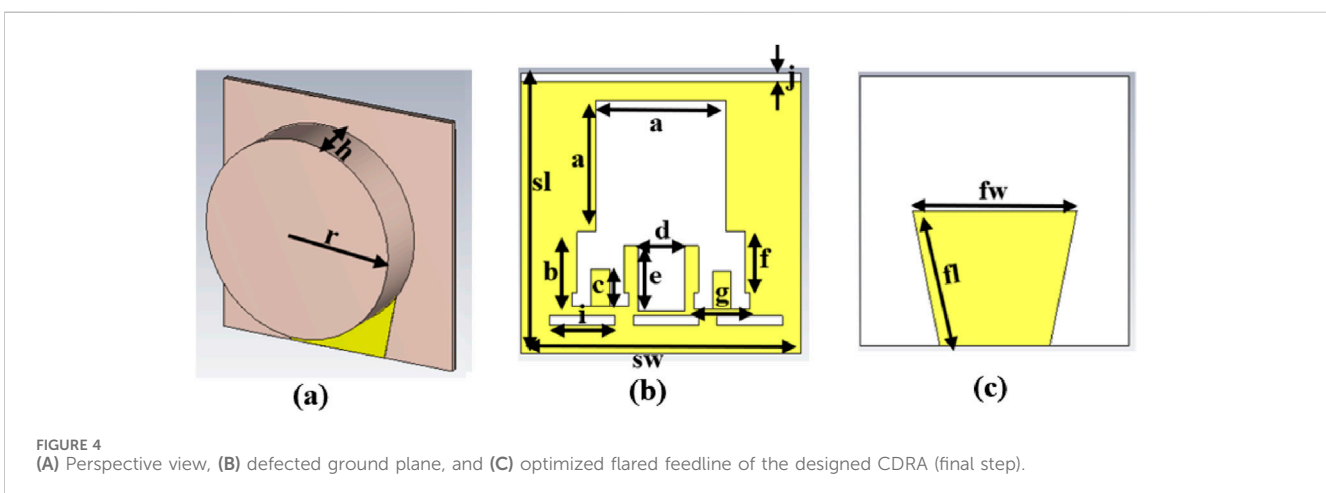 h
r
(a)
j
a
a
sl
d
b
c
e
f
g
i
sw
(b)
fw
fl
(c)
FIGURE 4
(A) Perspective view, (B) defected ground plane, and (C) optimized flared feedline of the designed CDRA (final step).